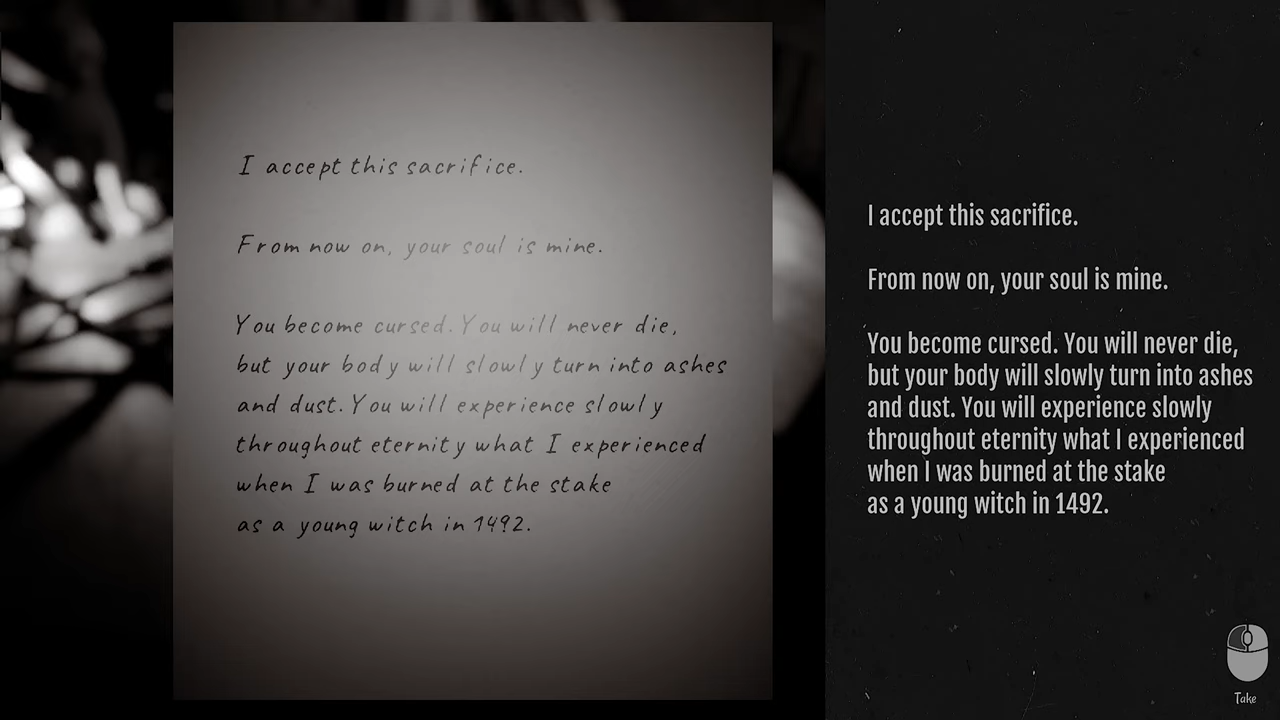 I accept this sacrifice.
From now on, your soul is mine.
You become cursed. You will never die,
but your body will slowly turn into ashes
and dust. You will experience slowly
throughout eternity what I experienced
when I was burned at the stake
as a young witch in 1492.
I accept this sacrifice.
From now on, your soul is mine.
You become cursed. You will never die,
but your body will slowly turn into ashes
and dust. You will experience slowly
throughout eternity what I experienced
when I was burned at the stake
as a young witch in 1492.
Take